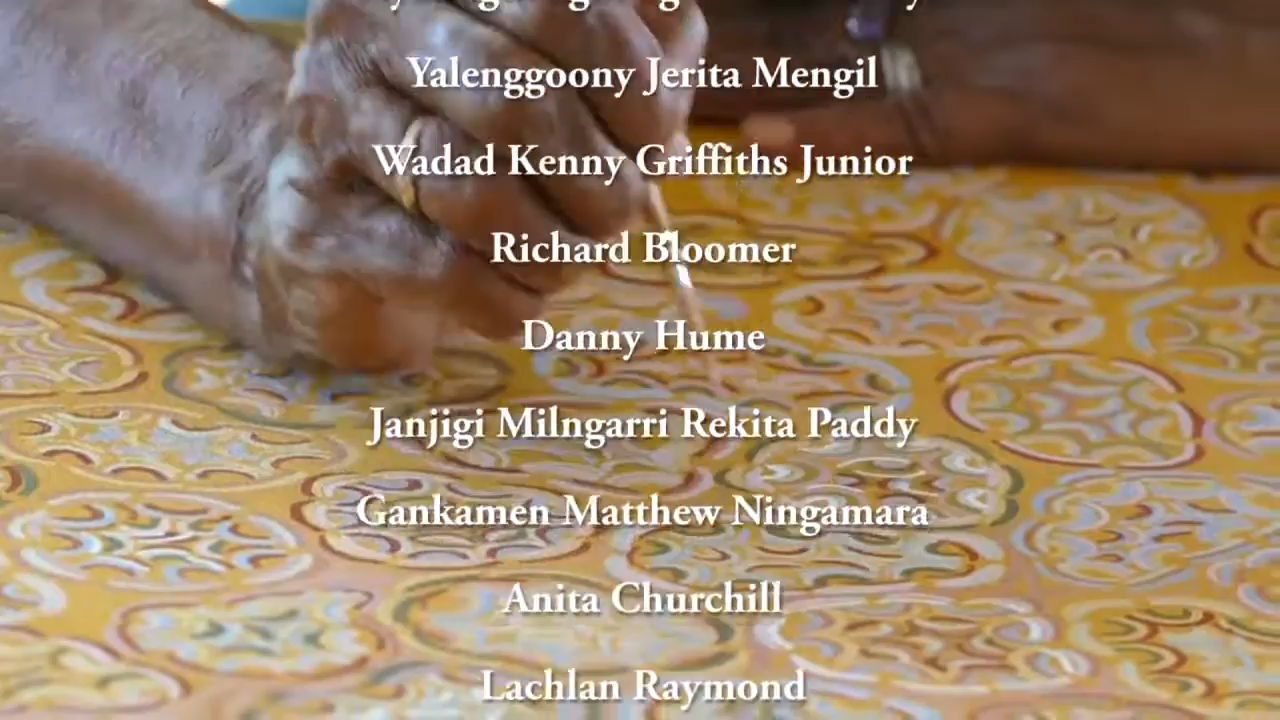 Yalenggoony Jerita Mengil
Wadad Kenny Griffiths Junior
Richard Bloomer
Danny Hume
Janjigi Milngarri Rekita Paddy
Gankamen Matthew Ningamara
Anita Churchill
Lachlan Raymond